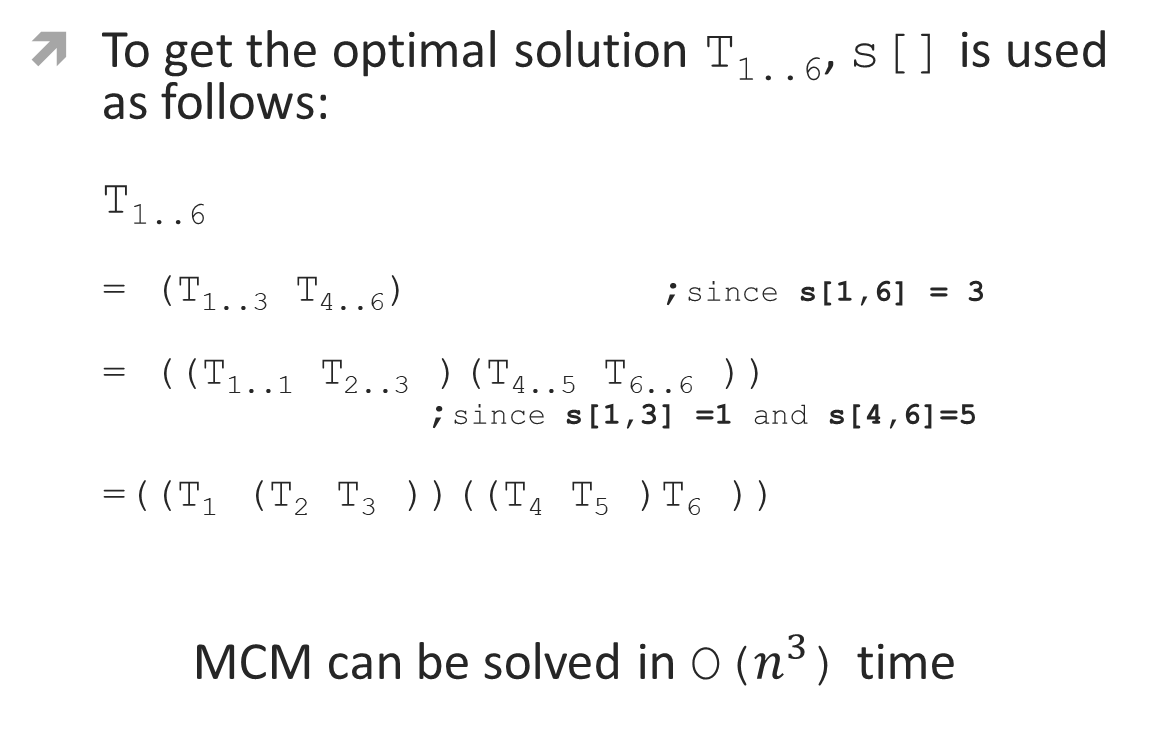 To get the optimal solution T1..6, s[] is used
as follows:
T1..6
= (T1..3 T4..6) ;since s[1,6] = 3
= ((T1..1 T2..3 )(T4..5 T6..6 ))
;since s[1,3] =1 and s[4,6]=5
=((T1 (T2 T3 ))((T4 T5 )T6 ))
MCM can be solved in O(n³) time